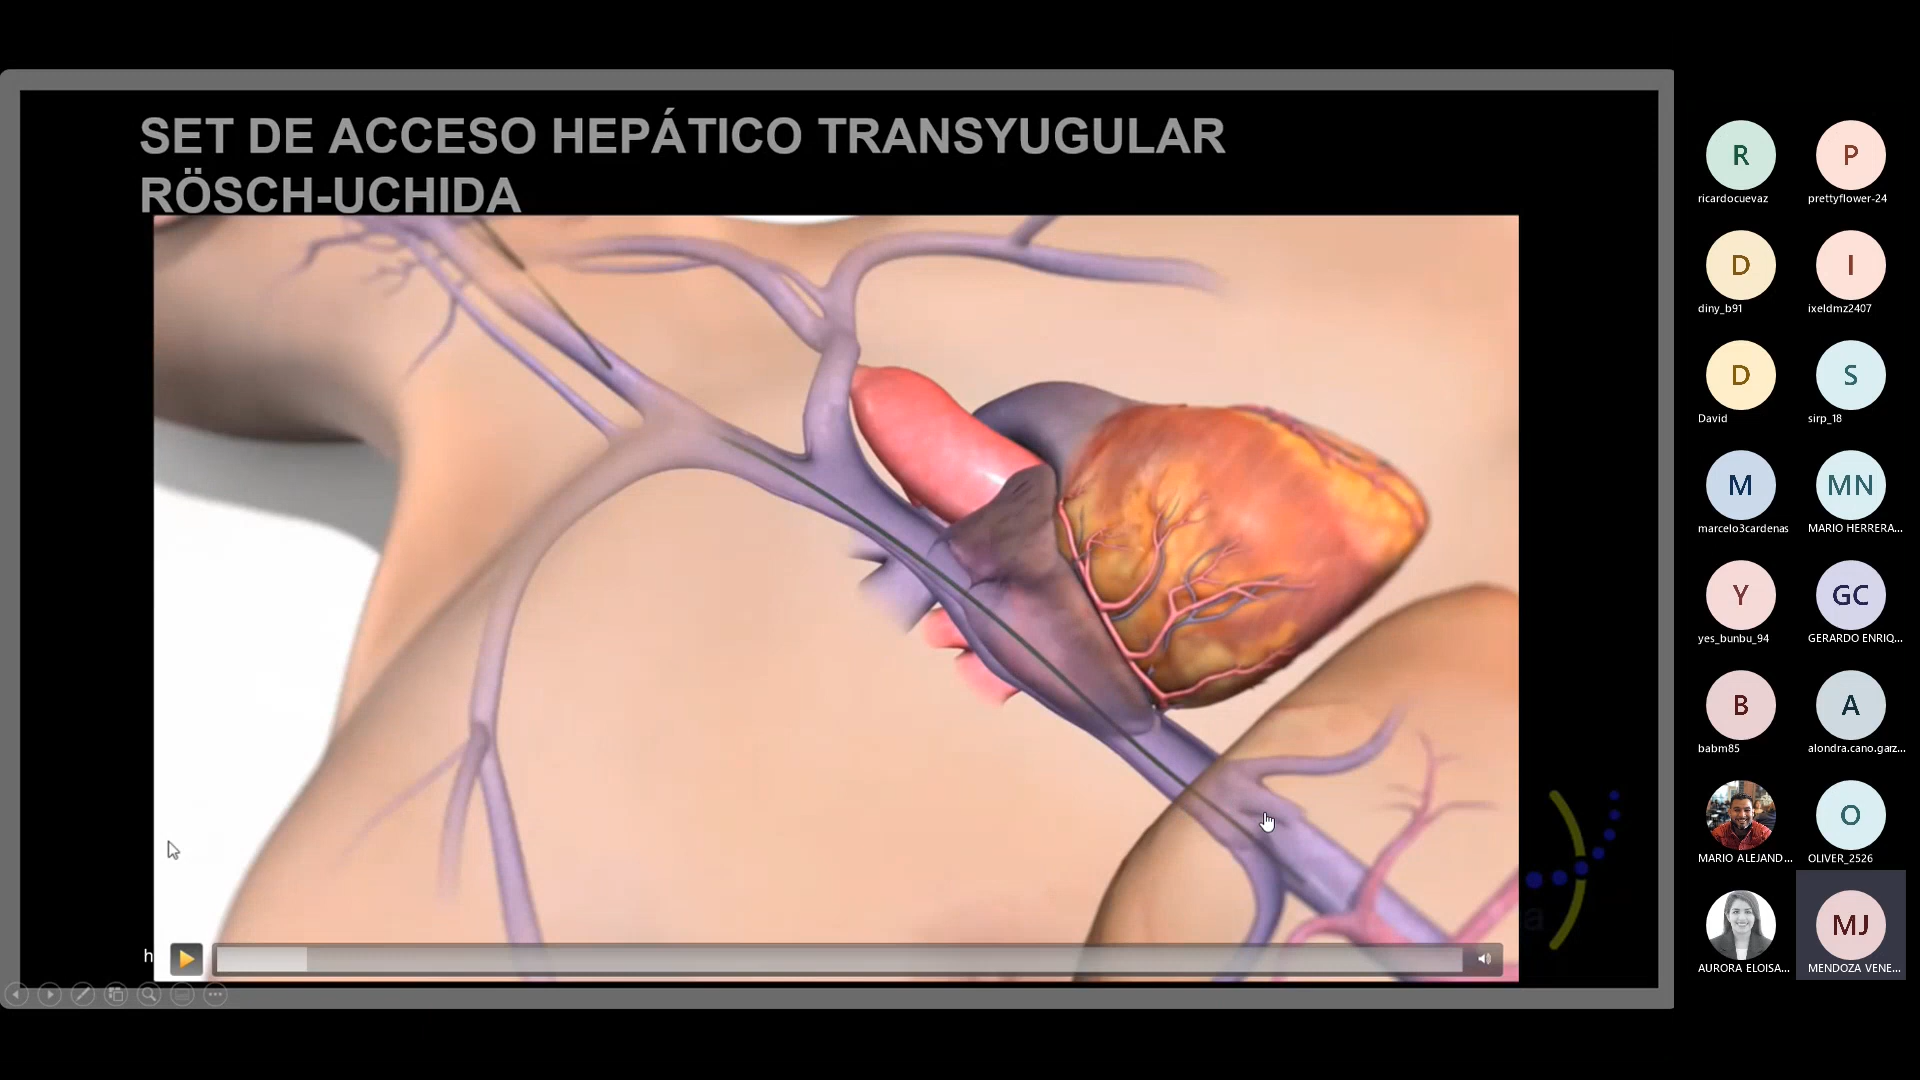 SET DE ACCESO HEPÁTICO TRANSYUGULAR
RÖSCH-UCHIDA
h
a
R
ricardocuevaz
P
prettyflower-24
D
diny_b91
I
ixeldmz2407
D
David
S
sirp_18
M
marcelo3cardenas
MN
MARIO HERRERA...
Y
yes_bunbu_94
GC
GERARDO ENRIQ...
B
babm85
A
alondra.cano.garz...
MARIO ALEJAND...
O
OLIVER_2526
AURORA ELOISA...
MJ
MENDOZA VENE...